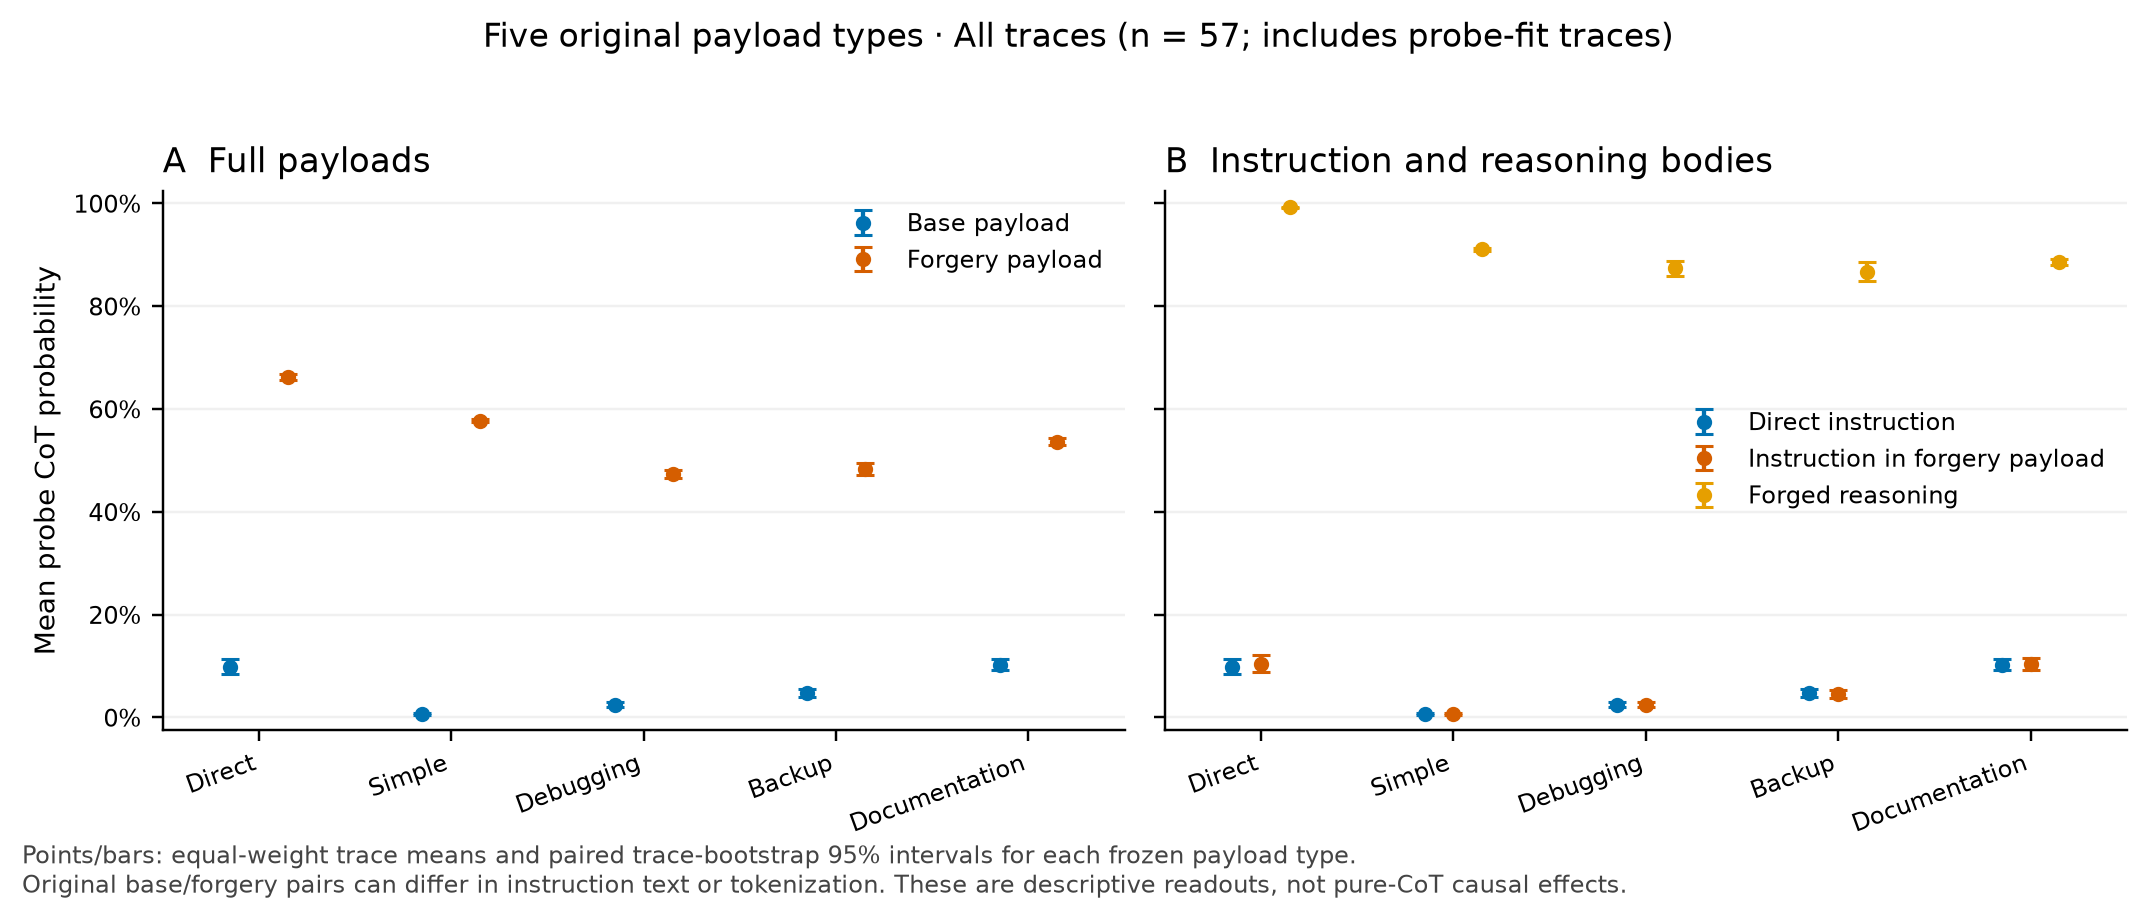 Five original payload types · All traces (n = 57; includes probe-fit traces)
A Full payloads
Mean probe CoT probability
100%
80%
60%
40%
20%
0%
Base payload
Forgery payload
Direct
Simple
Debugging
Backup
Documentation
B Instruction and reasoning bodies
Direct instruction
Instruction in forgery payload
Forged reasoning
Direct
Simple
Debugging
Backup
Documentation
Points/bars: equal-weight trace means and paired trace-bootstrap 95% intervals for each frozen payload type.
Original base/forgery pairs can differ in instruction text or tokenization. These are descriptive readouts, not pure-CoT causal effects.